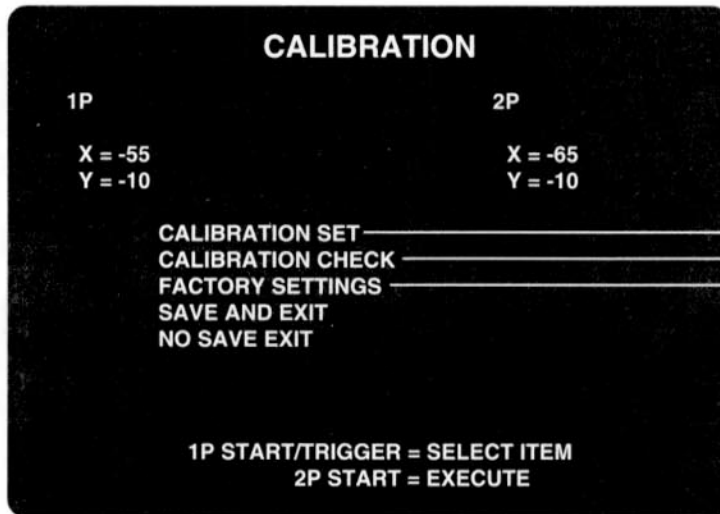 CALIBRATION
1P 2P
X = -55 X = -65
Y = -10 Y = -10
CALIBRATION SET
CALIBRATION CHECK
FACTORY SETTINGS
SAVE AND EXIT
NO SAVE EXIT
1P START/TRIGGER = SELECT ITEM
2P START = EXECUTE